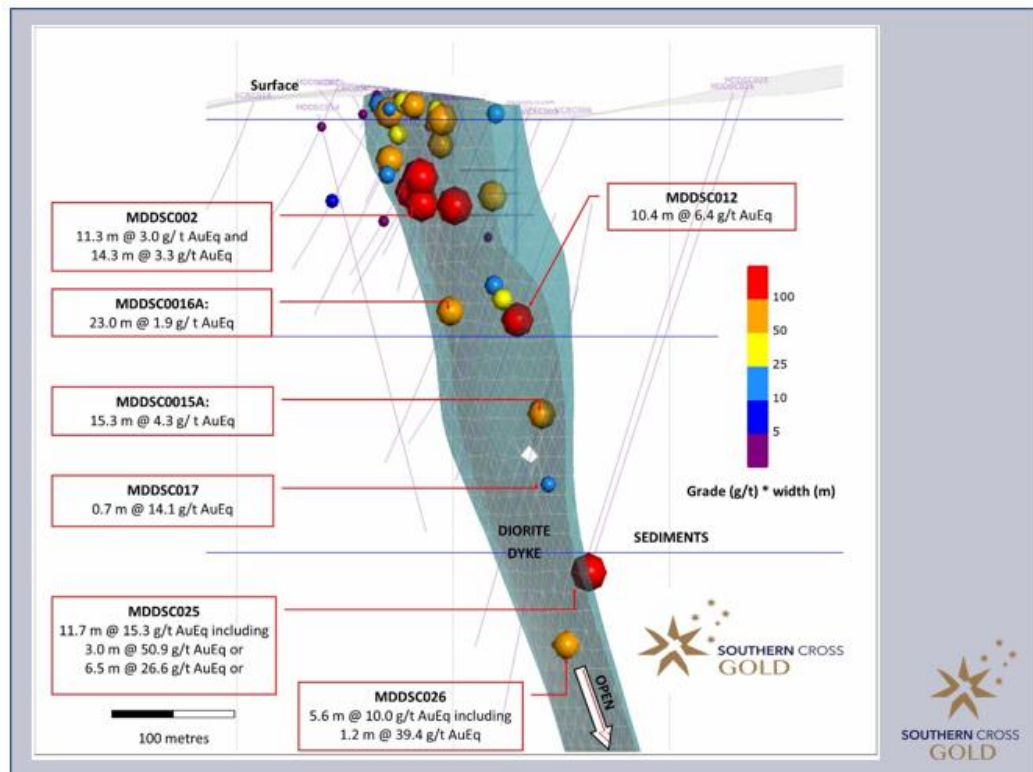 Surface
MDDSC002
11.3 m @ 3.0 g/ t AuEq and
14.3 m @ 3.3 g/t AuEq
MDDSC012
10.4 m @ 6.4 g/t AuEq
MDDSC0016A:
23.0 m @ 1.9 g/ t AuEq
100
50
25
10
5
Grade (g/t) * width (m)
MDDSC0015A:
15.3 m @ 4.3 g/ t AuEq
MDDSC017
0.7 m @ 14.1 g/t AuEq
DIORITE
DYKE
SEDIMENTS
MDDSC025
11.7 m @ 15.3 g/t AuEq including
3.0 m @ 50.9 g/t AuEq or
6.5 m @ 26.6 g/t AuEq or
SOUTHERN CROSS
GOLD
MDDSC026
5.6 m @ 10.0 g/t AuEq including
1.2 m @ 39.4 g/t AuEq
OPEN
100 metres
SOUTHERN CROSS
GOLD